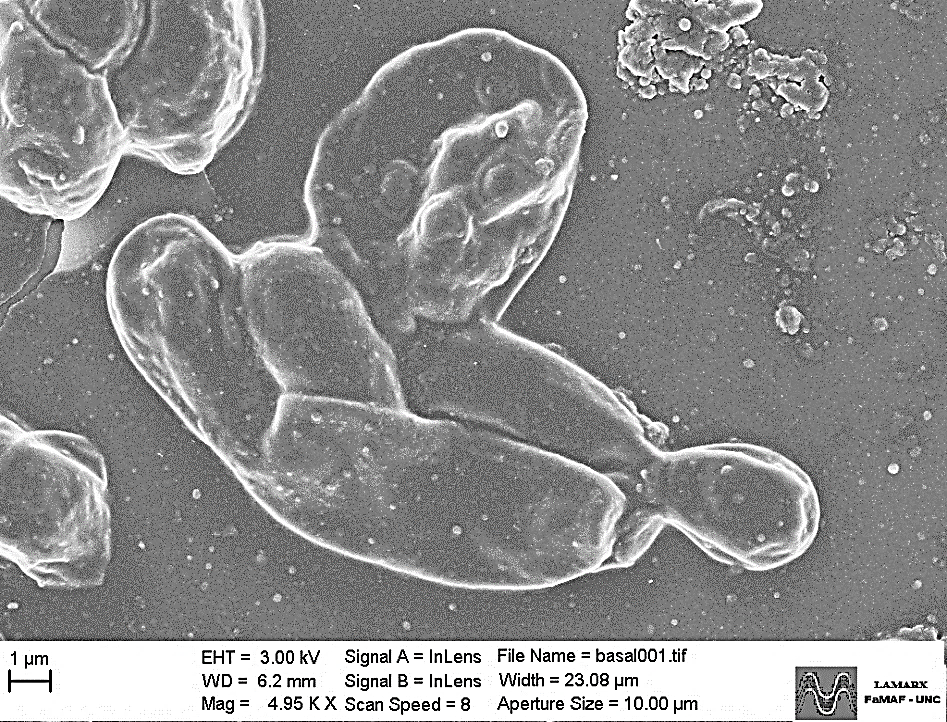 1 µm
EHT = 3.00 kV Signal A = InLens File Name = basal001.tif
WD = 6.2 mm Signal B = InLens Width = 23.08 µm
Mag = 4.95 K X Scan Speed = 8 Aperture Size = 10.00 µm
LAMARX
FaMAF - UNC